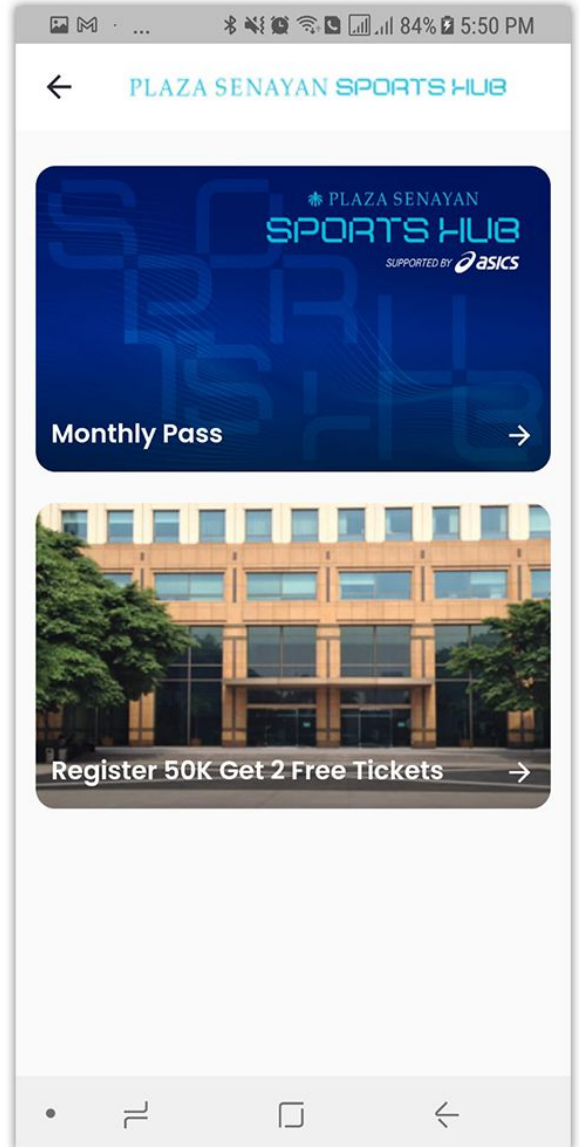 ... 84% 5:50 PM
PLAZA SENAYAN SPORTS HUB
PLAZA SENAYAN
SPORTS HUB
SUPPORTED BY asics
Monthly Pass
Register 50K Get 2 Free Tickets